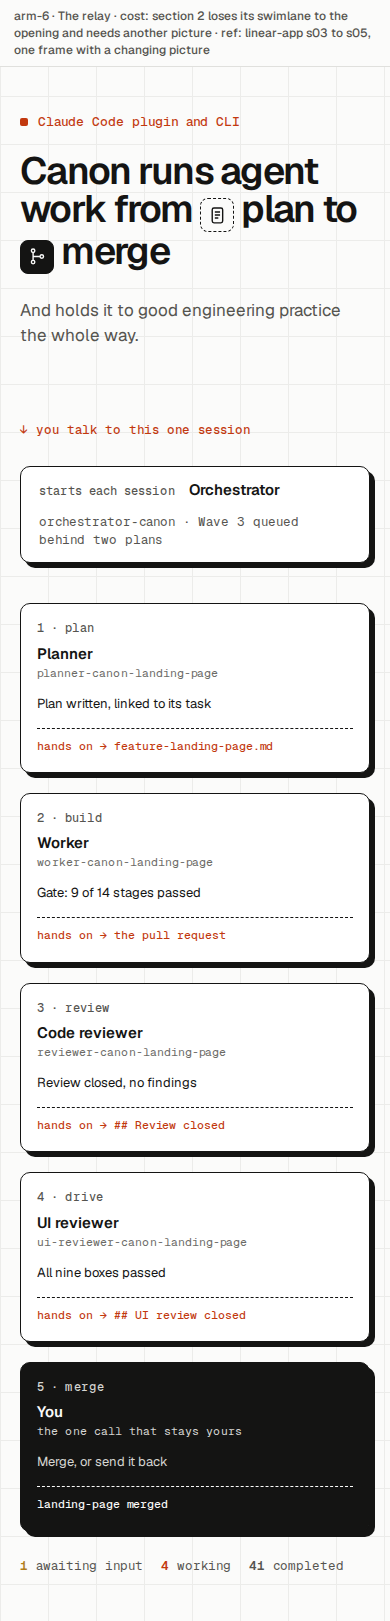 arm-6 · The relay · cost: section 2 loses its swimlane to the
opening and needs another picture · ref: linear-app s03 to s05,
one frame with a changing picture
Claude Code plugin and CLI
Canon runs agent
work from plan to
merge
And holds it to good engineering practice
the whole way.
↓ you talk to this one session
starts each session Orchestrator
orchestrator-canon · Wave 3 queued
behind two plans
1 · plan
Planner
planner-canon-landing-page
Plan written, linked to its task
hands on → feature-landing-page.md
2 · build
Worker
worker-canon-landing-page
Gate: 9 of 14 stages passed
hands on → the pull request
3 · review
Code reviewer
reviewer-canon-landing-page
Review closed, no findings
hands on → ## Review closed
4 · drive
UI reviewer
ui-reviewer-canon-landing-page
All nine boxes passed
hands on → ## UI review closed
5 · merge
You
the one call that stays yours
Merge, or send it back
landing-page merged
1 awaiting input 4 working 41 completed